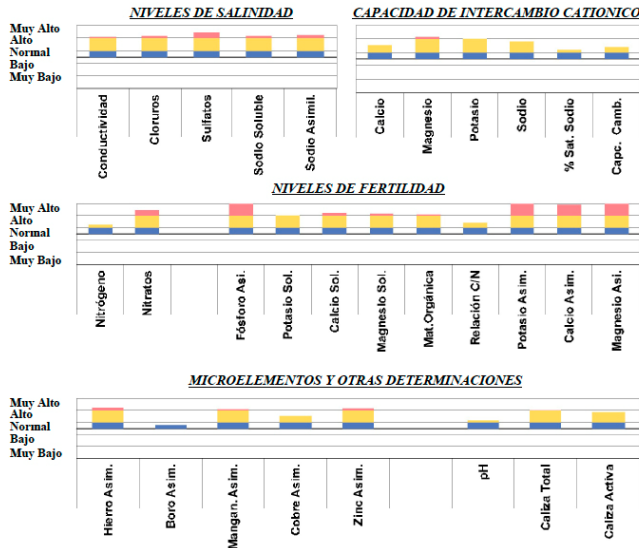 NIVELES DE SALINIDAD
Muy Alto
Alto
Normal
Bajo
Muy Bajo
Conductividad
Cloruros
Sulfatos
Sodio Soluble
Sodio Asimil.
CAPACIDAD DE INTERCAMBIO CATIONICO
Calcio
Magnesio
Potasio
Sodio
% Sat. Sodio
Capc. Camb.
NIVELES DE FERTILIDAD
Muy Alto
Alto
Normal
Bajo
Muy Bajo
Nitrógeno
Nitratos
Fósforo Asi.
Potasio Sol.
Calcio Sol.
Magnesio Sol.
Mat.Orgánica
Relación C/N
Potasio Asim.
Calcio Asim.
Magnesio Asi.
MICROELEMENTOS Y OTRAS DETERMINACIONES
Muy Alto
Alto
Normal
Bajo
Muy Bajo
Hierro Asim.
Boro Asim.
Mangan. Asim.
Cobre Asim.
Zinc Asim.
pH
Caliza Total
Caliza Activa